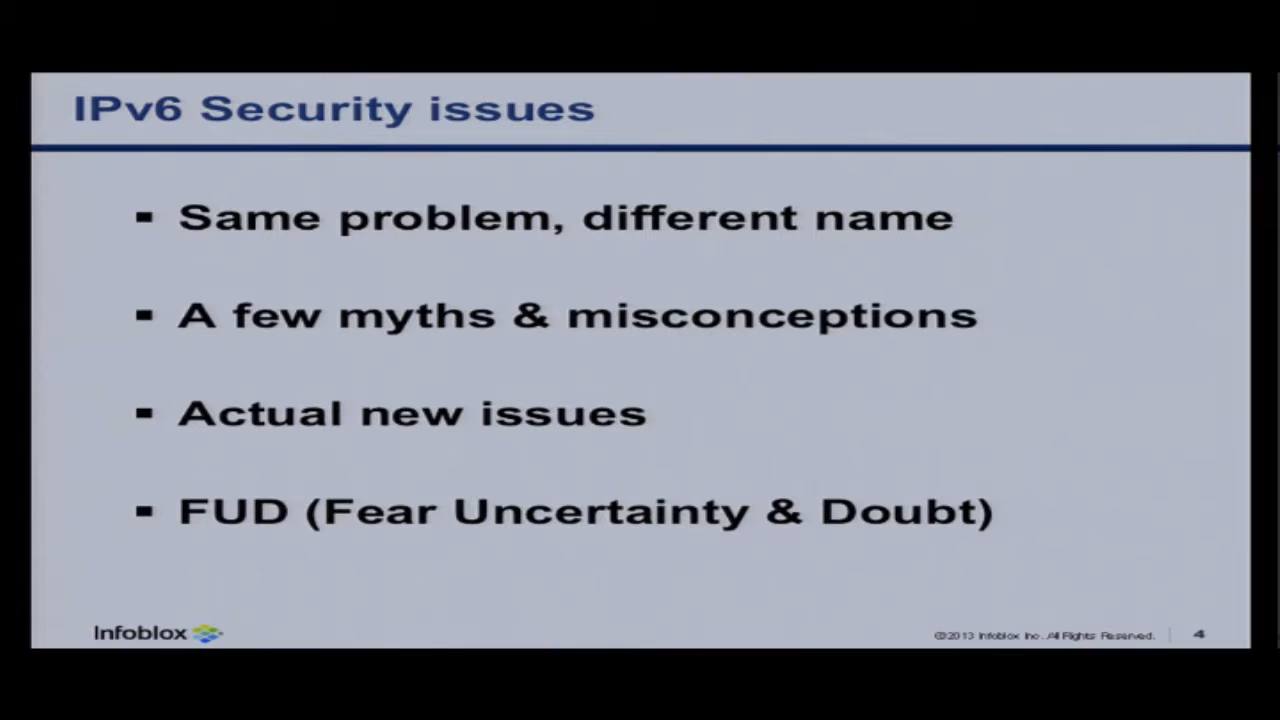 IPv6 Security issues
▪ Same problem, different name
▪ A few myths & misconceptions
▪ Actual new issues
▪ FUD (Fear Uncertainty & Doubt)
Infoblox
©2013 Infoblox Inc. All Rights Reserved. 4